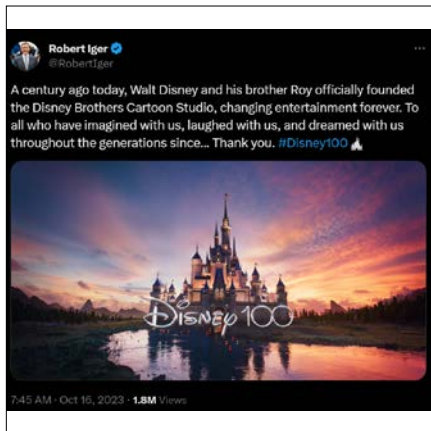 Robert Iger
@RobertIger
A century ago today, Walt Disney and his brother Roy officially founded
the Disney Brothers Cartoon Studio, changing entertainment forever. To
all who have imagined with us, laughed with us, and dreamed with us
throughout the generations since... Thank you. #Disney100
DISNEY 100
7:45 AM · Oct 16, 2023 · 1.8M Views